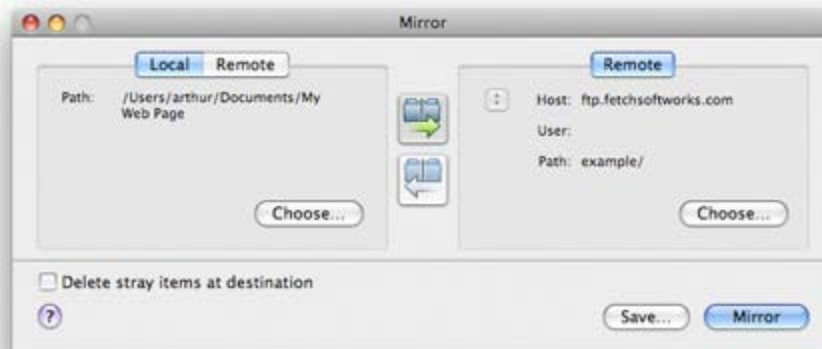 Mirror
Local Remote
Path: /Users/arthur/Documents/My
Web Page
Choose...
Remote
Host: ftp.fetchsoftworks.com
User:
Path: example/
Choose...
Delete stray items at destination
?
Save...
Mirror